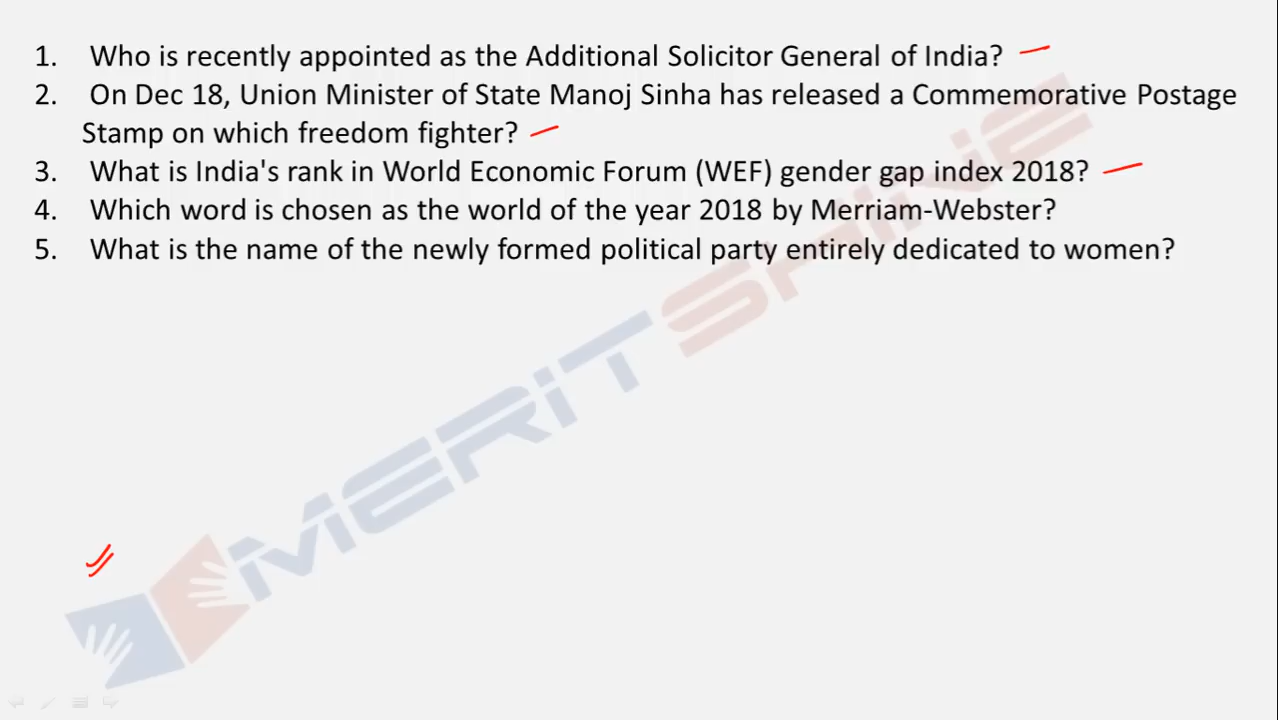 1. Who is recently appointed as the Additional Solicitor General of India?
2. On Dec 18, Union Minister of State Manoj Sinha has released a Commemorative Postage
Stamp on which freedom fighter?
3. What is India's rank in World Economic Forum (WEF) gender gap index 2018?
4. Which word is chosen as the world of the year 2018 by Merriam-Webster?
5. What is the name of the newly formed political party entirely dedicated to women?
MERITSHINE